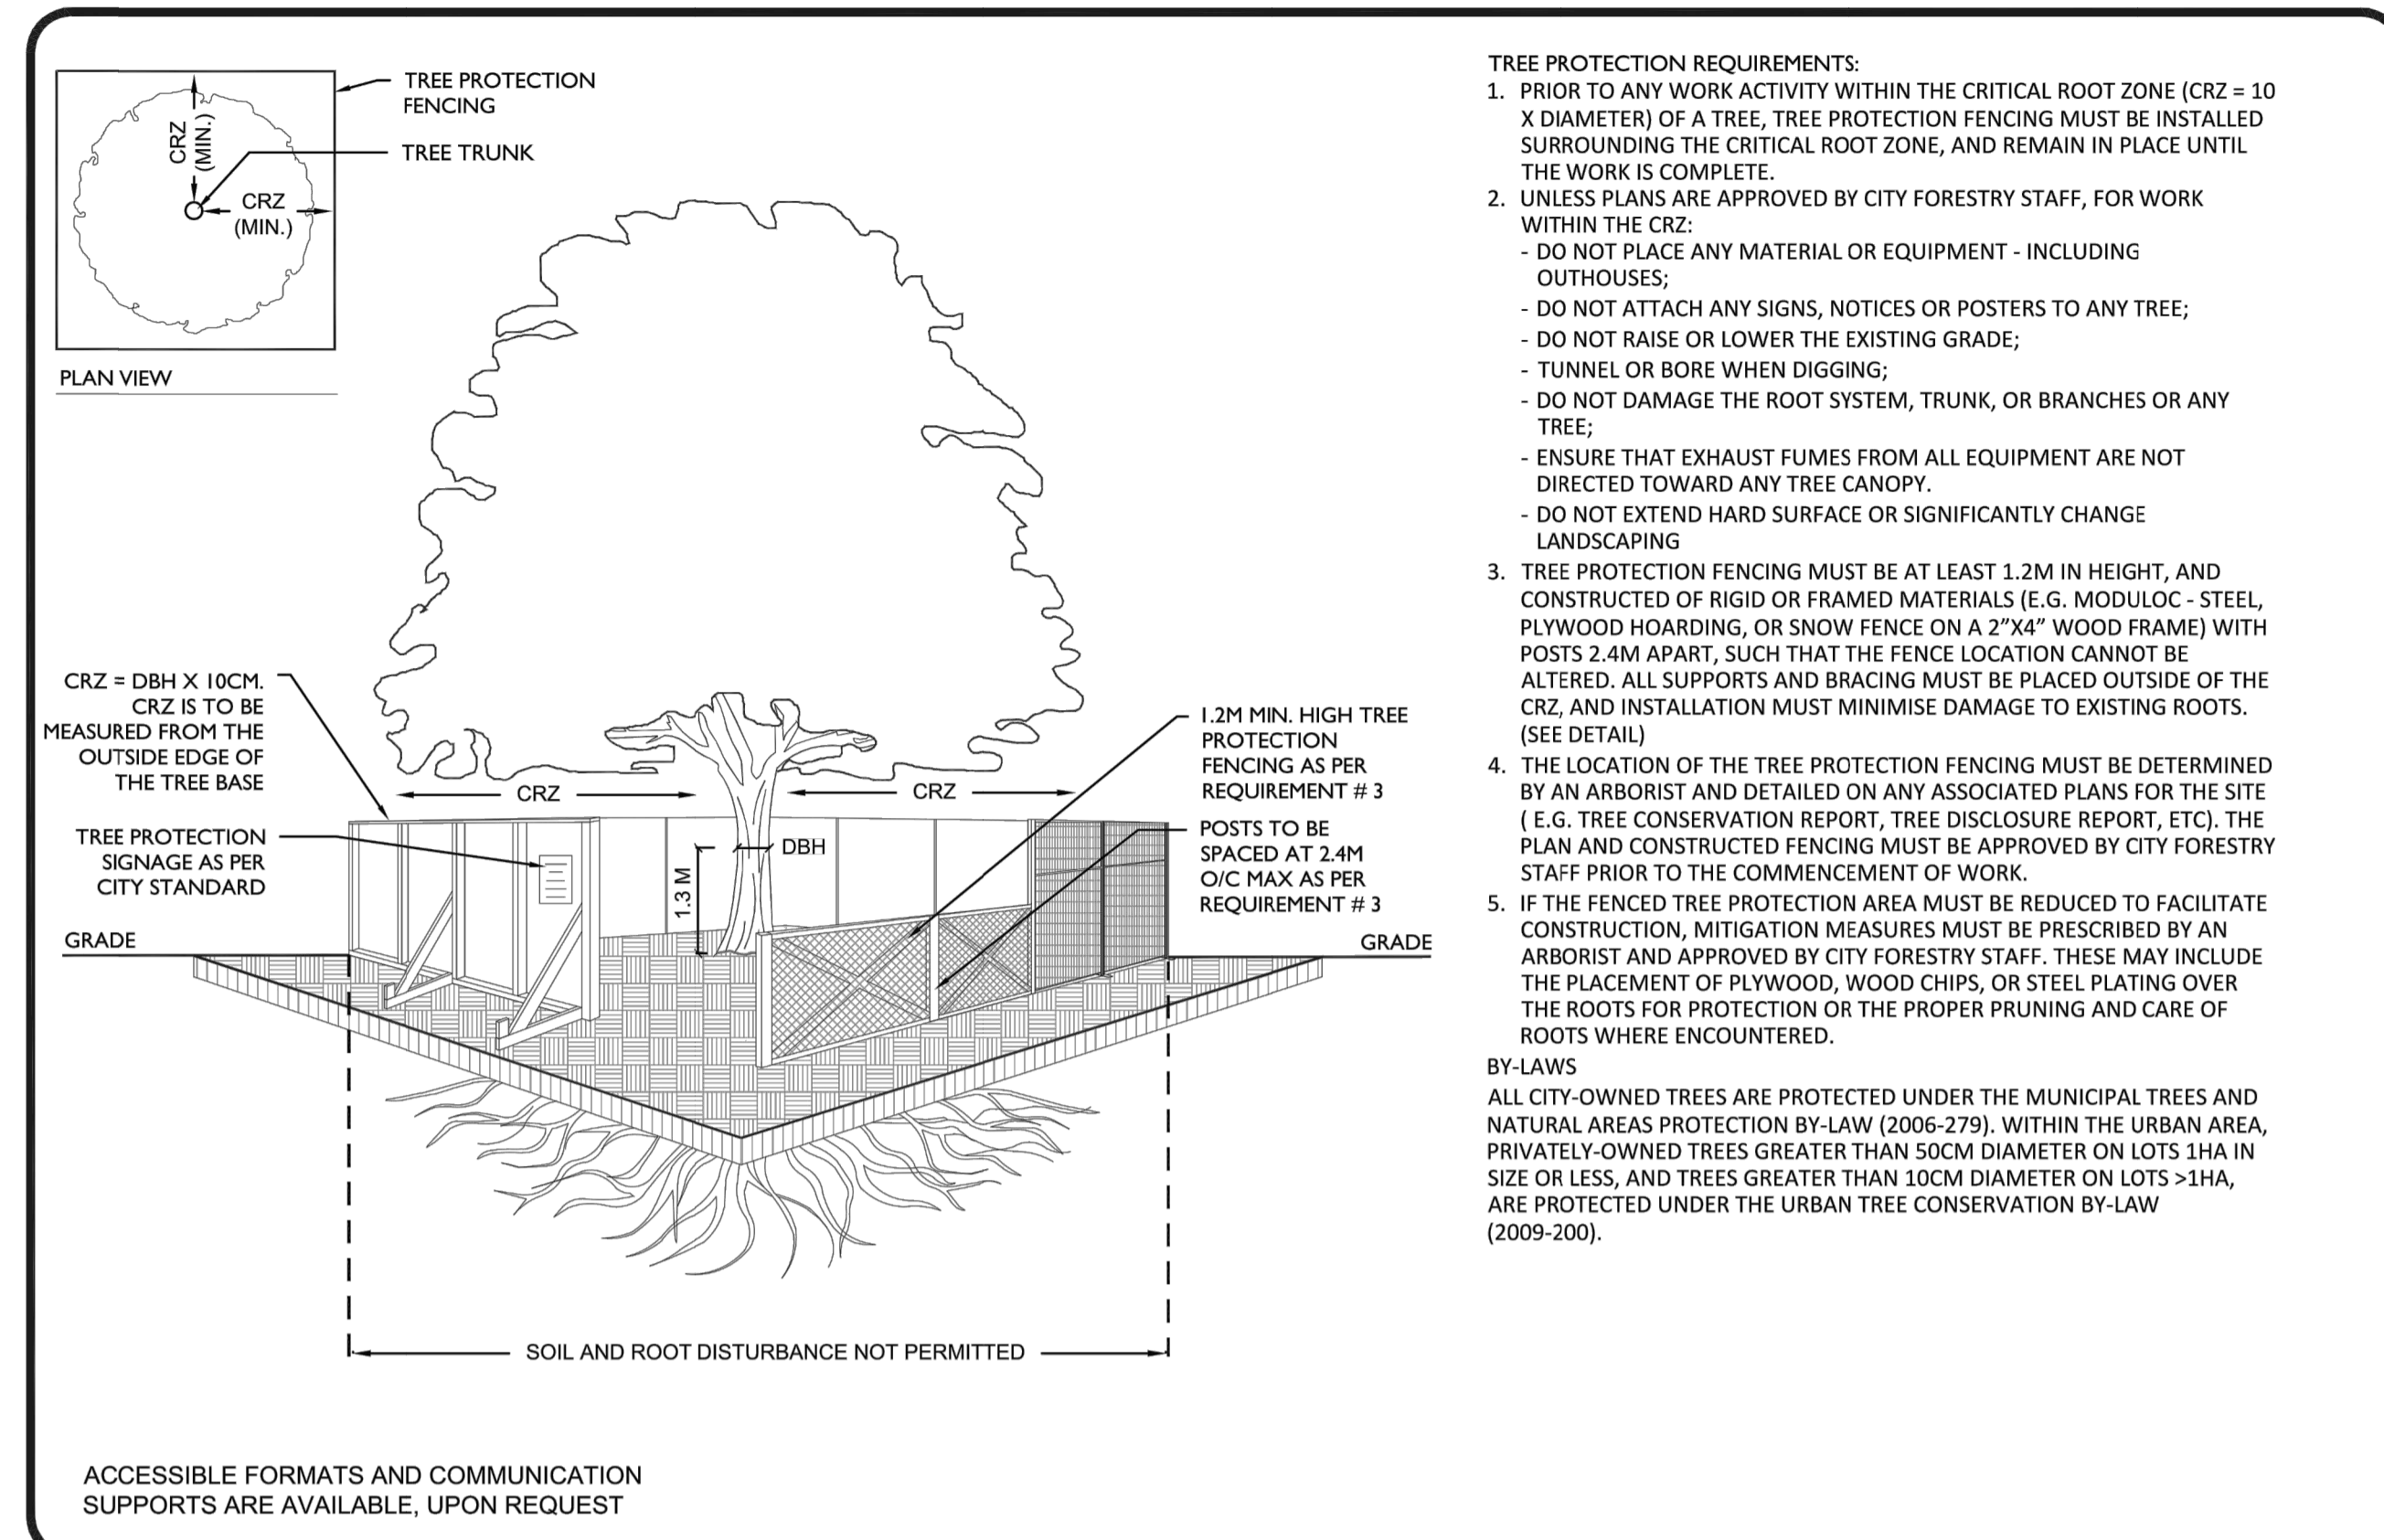 TREE PROTECTION
FENCING
TREE TRUNK
CRZ
(MIN.)
CRZ
(MIN.)
PLAN VIEW
CRZ = DBH X 10CM.
CRZ IS TO BE
MEASURED FROM THE
OUTSIDE EDGE OF
THE TREE BASE
TREE PROTECTION
SIGNAGE AS PER
CITY STANDARD
GRADE
CRZ
CRZ
DBH
1.3 M
1.2M MIN. HIGH TREE
PROTECTION
FENCING AS PER
REQUIREMENT # 3
POSTS TO BE
SPACED AT 2.4M
O/C MAX AS PER
REQUIREMENT # 3
GRADE
SOIL AND ROOT DISTURBANCE NOT PERMITTED
ACCESSIBLE FORMATS AND COMMUNICATION
SUPPORTS ARE AVAILABLE, UPON REQUEST
TREE PROTECTION REQUIREMENTS:
1. PRIOR TO ANY WORK ACTIVITY WITHIN THE CRITICAL ROOT ZONE (CRZ = 10
X DIAMETER) OF A TREE, TREE PROTECTION FENCING MUST BE INSTALLED
SURROUNDING THE CRITICAL ROOT ZONE, AND REMAIN IN PLACE UNTIL
THE WORK IS COMPLETE.
2. UNLESS PLANS ARE APPROVED BY CITY FORESTRY STAFF, FOR WORK
WITHIN THE CRZ:
- DO NOT PLACE ANY MATERIAL OR EQUIPMENT - INCLUDING
OUTHOUSES;
- DO NOT ATTACH ANY SIGNS, NOTICES OR POSTERS TO ANY TREE;
- DO NOT RAISE OR LOWER THE EXISTING GRADE;
- TUNNEL OR BORE WHEN DIGGING;
- DO NOT DAMAGE THE ROOT SYSTEM, TRUNK, OR BRANCHES OR ANY
TREE;
- ENSURE THAT EXHAUST FUMES FROM ALL EQUIPMENT ARE NOT
DIRECTED TOWARD ANY TREE CANOPY.
- DO NOT EXTEND HARD SURFACE OR SIGNIFICANTLY CHANGE
LANDSCAPING
3. TREE PROTECTION FENCING MUST BE AT LEAST 1.2M IN HEIGHT, AND
CONSTRUCTED OF RIGID OR FRAMED MATERIALS (E.G. MODULOC - STEEL,
PLYWOOD HOARDING, OR SNOW FENCE ON A 2”X4” WOOD FRAME) WITH
POSTS 2.4M APART, SUCH THAT THE FENCE LOCATION CANNOT BE
ALTERED. ALL SUPPORTS AND BRACING MUST BE PLACED OUTSIDE OF THE
CRZ, AND INSTALLATION MUST MINIMISE DAMAGE TO EXISTING ROOTS.
(SEE DETAIL)
4. THE LOCATION OF THE TREE PROTECTION FENCING MUST BE DETERMINED
BY AN ARBORIST AND DETAILED ON ANY ASSOCIATED PLANS FOR THE SITE
( E.G. TREE CONSERVATION REPORT, TREE DISCLOSURE REPORT, ETC). THE
PLAN AND CONSTRUCTED FENCING MUST BE APPROVED BY CITY FORESTRY
STAFF PRIOR TO THE COMMENCEMENT OF WORK.
5. IF THE FENCED TREE PROTECTION AREA MUST BE REDUCED TO FACILITATE
CONSTRUCTION, MITIGATION MEASURES MUST BE PRESCRIBED BY AN
ARBORIST AND APPROVED BY CITY FORESTRY STAFF. THESE MAY INCLUDE
THE PLACEMENT OF PLYWOOD, WOOD CHIPS, OR STEEL PLATING OVER
THE ROOTS FOR PROTECTION OR THE PROPER PRUNING AND CARE OF
ROOTS WHERE ENCOUNTERED.
BY-LAWS
ALL CITY-OWNED TREES ARE PROTECTED UNDER THE MUNICIPAL TREES AND
NATURAL AREAS PROTECTION BY-LAW (2006-279). WITHIN THE URBAN AREA,
PRIVATELY-OWNED TREES GREATER THAN 50CM DIAMETER ON LOTS 1HA IN
SIZE OR LESS, AND TREES GREATER THAN 10CM DIAMETER ON LOTS >1HA,
ARE PROTECTED UNDER THE URBAN TREE CONSERVATION BY-LAW
(2009-200).